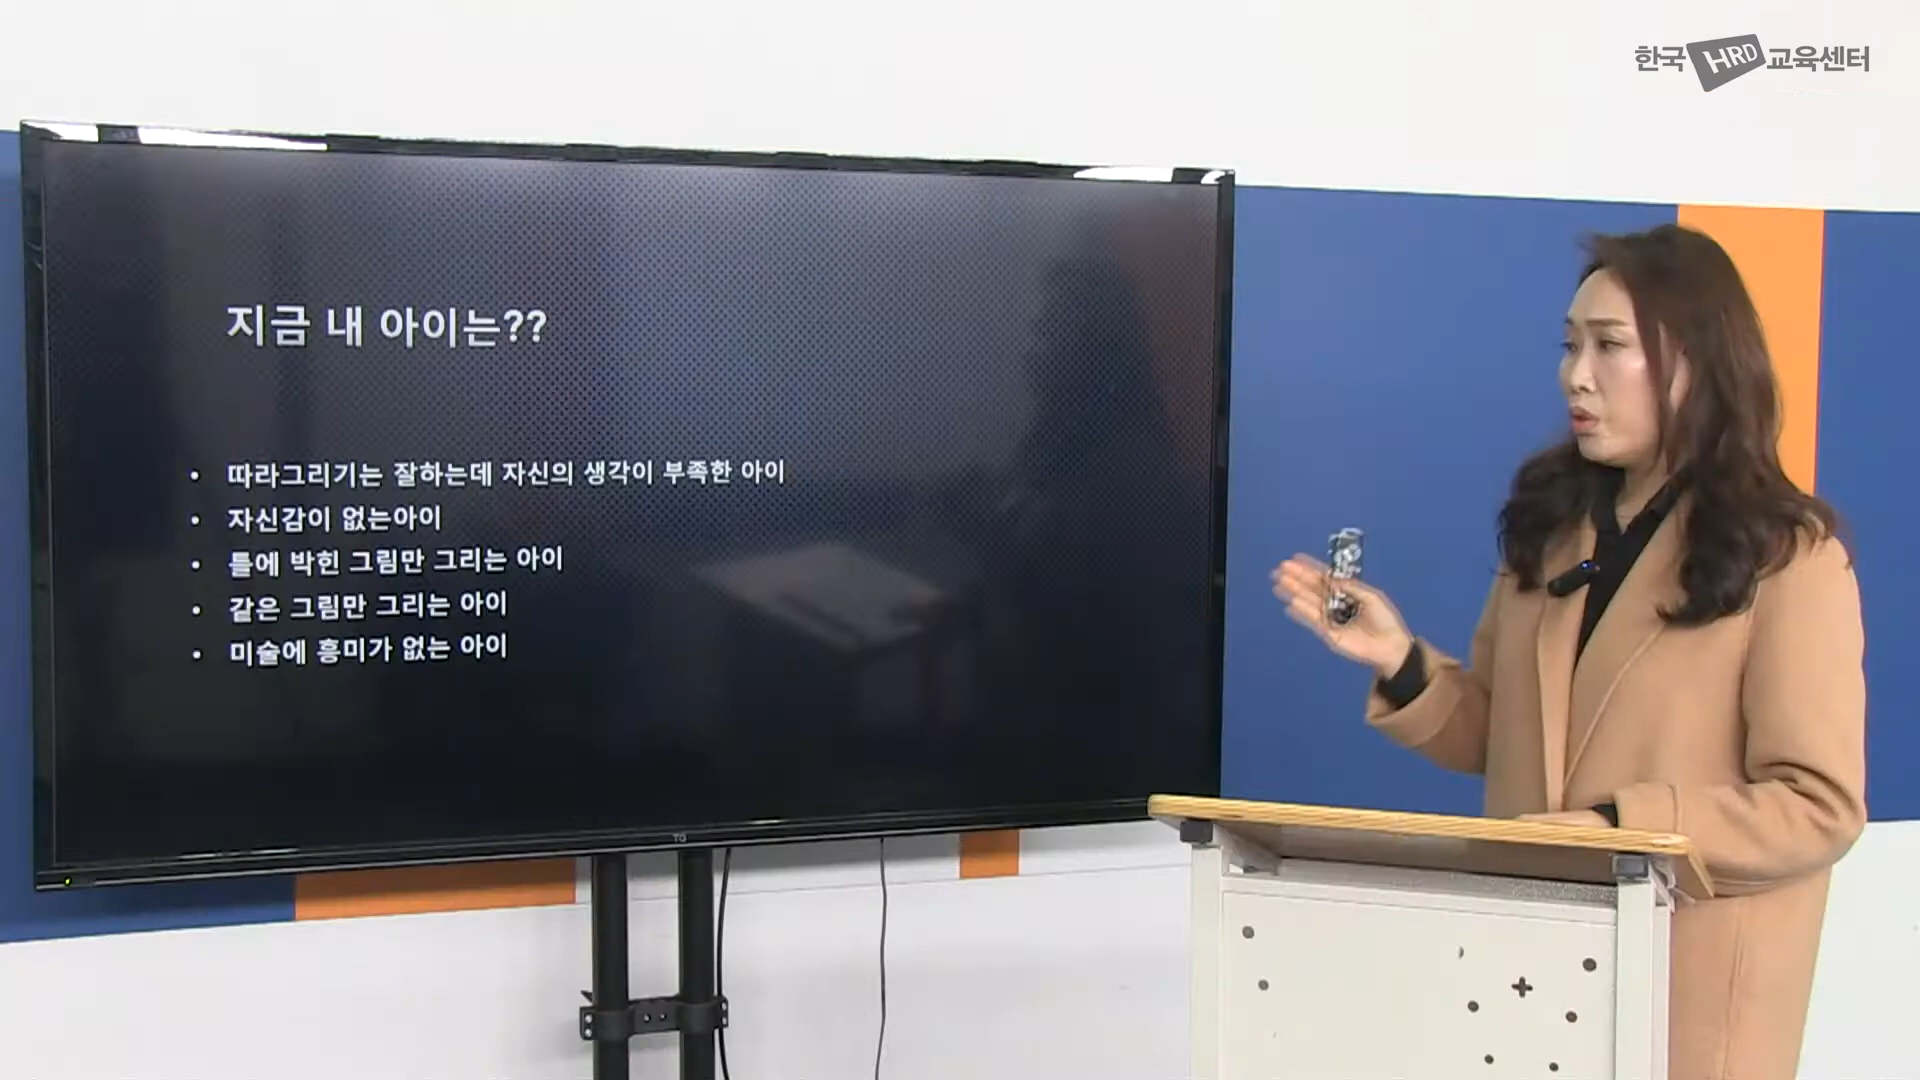 한국 HRD 교육센터
지금 내 아이는??
• 따라그리기는 잘하는데 자신의 생각이 부족한 아이
• 자신감이 없는아이
• 틀에 박힌 그림만 그리는 아이
• 같은 그림만 그리는 아이
• 미술에 흥미가 없는 아이
TG